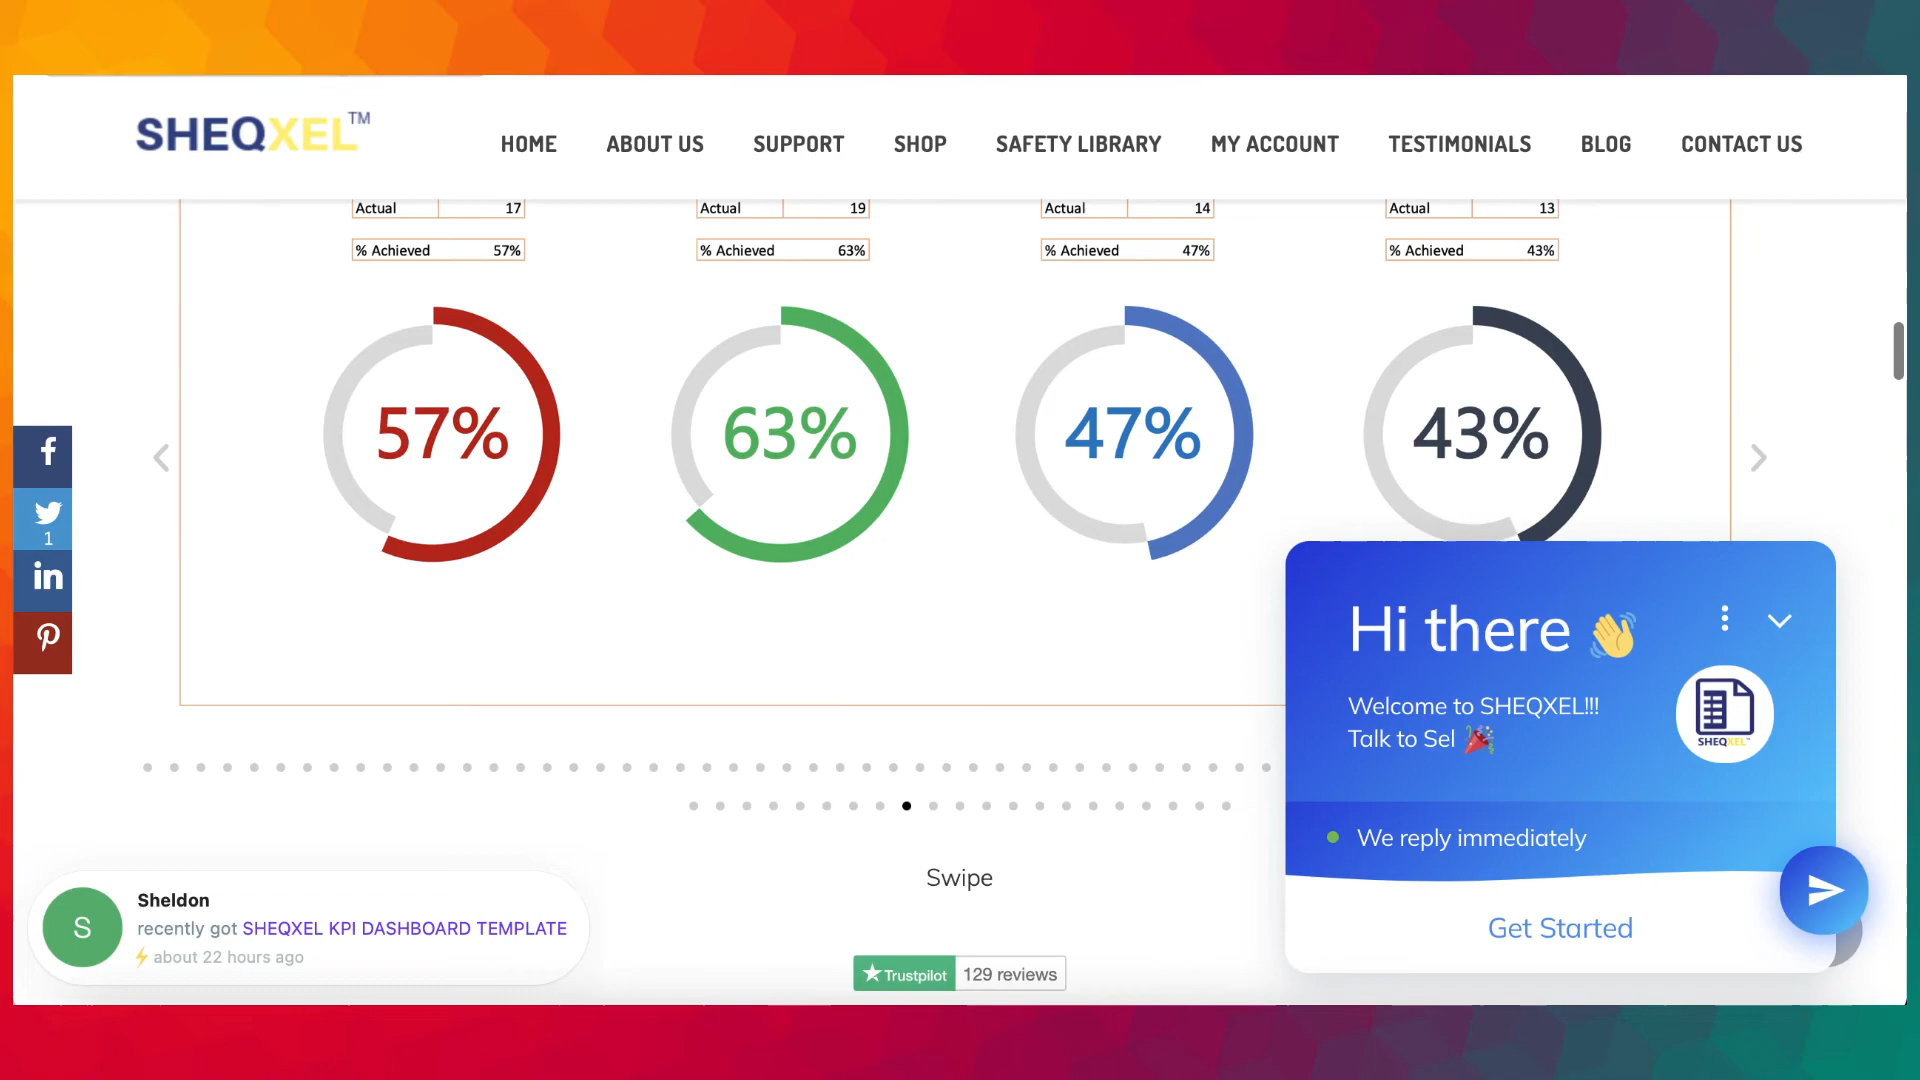 SHEQXEL™
HOME ABOUT US SUPPORT SHOP SAFETY LIBRARY MY ACCOUNT TESTIMONIALS BLOG CONTACT US
Actual 17 Actual 19 Actual 14 Actual 13
% Achieved 57% % Achieved 63% % Achieved 47% % Achieved 43%
57% 63% 47% 43%
f
1
in
Hi there 👋
Welcome to SHEQXEL!!!
Talk to Sel 🎉
SHEQXEL™
We reply immediately
Get Started
Swipe
S
Sheldon
recently got SHEQXEL KPI DASHBOARD TEMPLATE
⚡ about 22 hours ago
Trustpilot 129 reviews